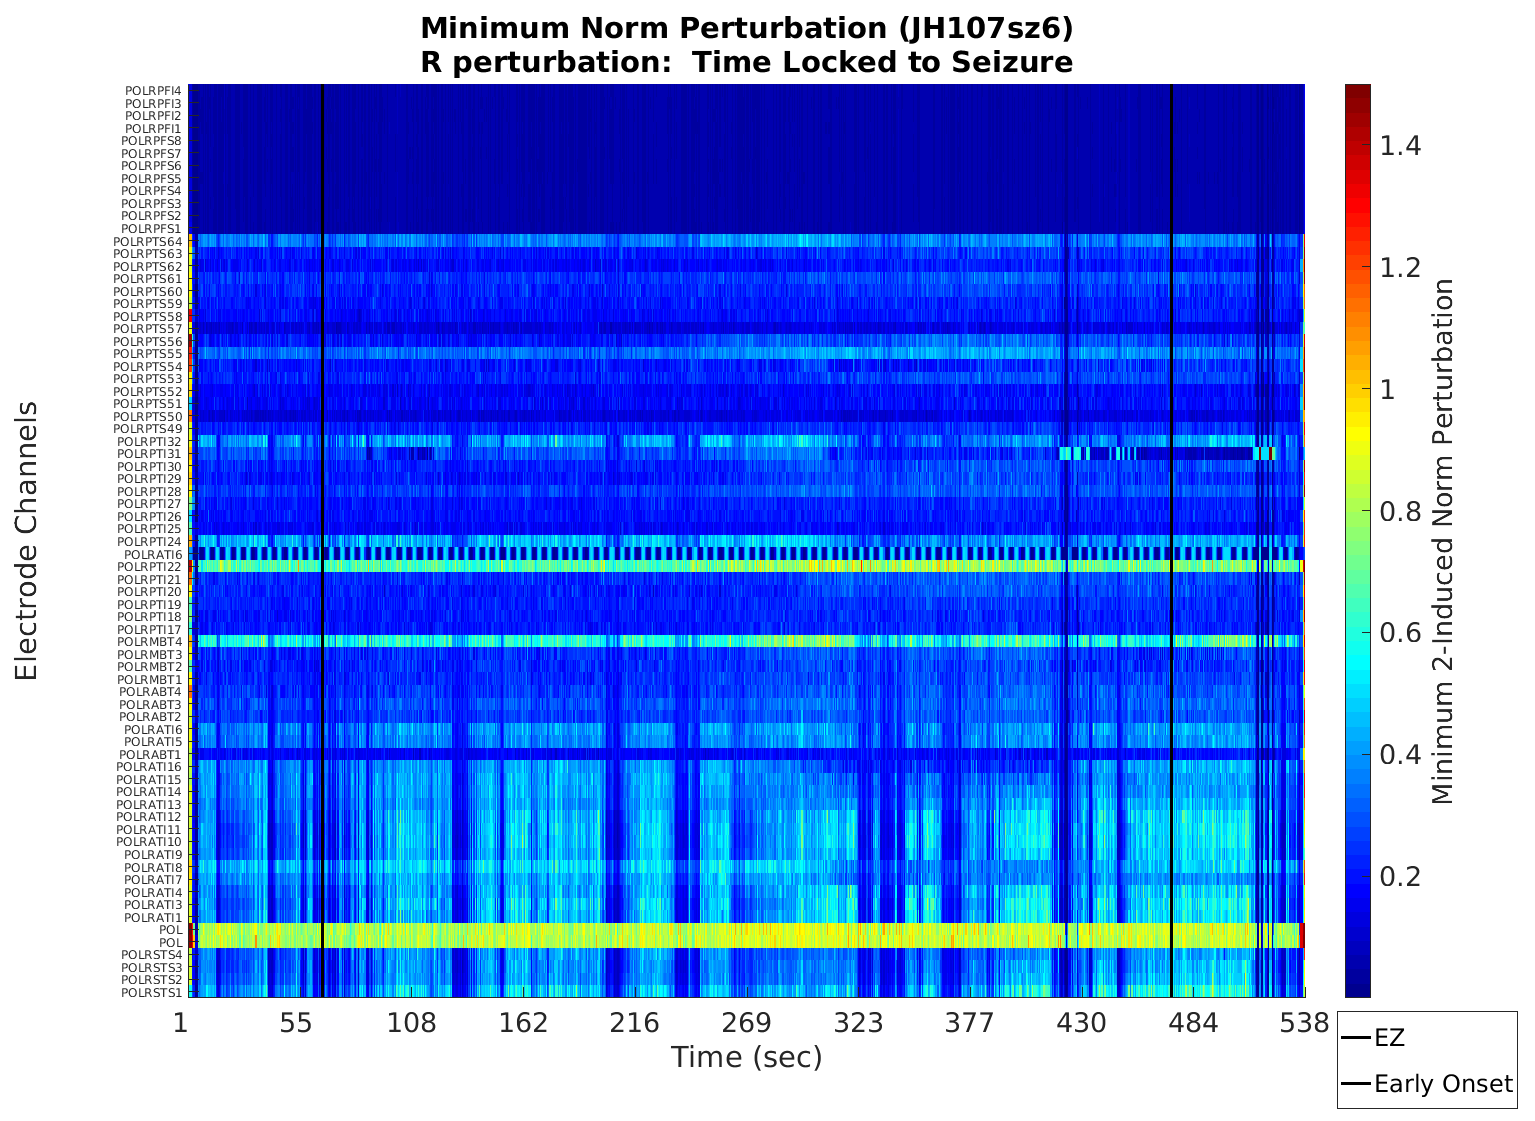 Minimum Norm Perturbation (JH107sz6)
R perturbation:  Time Locked to Seizure
Electrode Channels
POLRPFI4
POLRPFI3
POLRPFI2
POLRPFI1
POLRPFS8
POLRPFS7
POLRPFS6
POLRPFS5
POLRPFS4
POLRPFS3
POLRPFS2
POLRPFS1
POLRPTS64
POLRPTS63
POLRPTS62
POLRPTS61
POLRPTS60
POLRPTS59
POLRPTS58
POLRPTS57
POLRPTS56
POLRPTS55
POLRPTS54
POLRPTS53
POLRPTS52
POLRPTS51
POLRPTS50
POLRPTS49
POLRPTI32
POLRPTI31
POLRPTI30
POLRPTI29
POLRPTI28
POLRPTI27
POLRPTI26
POLRPTI25
POLRPTI24
POLRATI6
POLRPTI22
POLRPTI21
POLRPTI20
POLRPTI19
POLRPTI18
POLRPTI17
POLRMBT4
POLRMBT3
POLRMBT2
POLRMBT1
POLRABT4
POLRABT3
POLRABT2
POLRATI6
POLRATI5
POLRABT1
POLRATI16
POLRATI15
POLRATI14
POLRATI13
POLRATI12
POLRATI11
POLRATI10
POLRATI9
POLRATI8
POLRATI7
POLRATI4
POLRATI3
POLRATI1
POL
POL
POLRSTS4
POLRSTS3
POLRSTS2
POLRSTS1
1 55 108 162 216 269 323 377 430 484 538
Time (sec)
1.4
1.2
1
0.8
0.6
0.4
0.2
Minimum 2-Induced Norm Perturbation
EZ
Early Onset